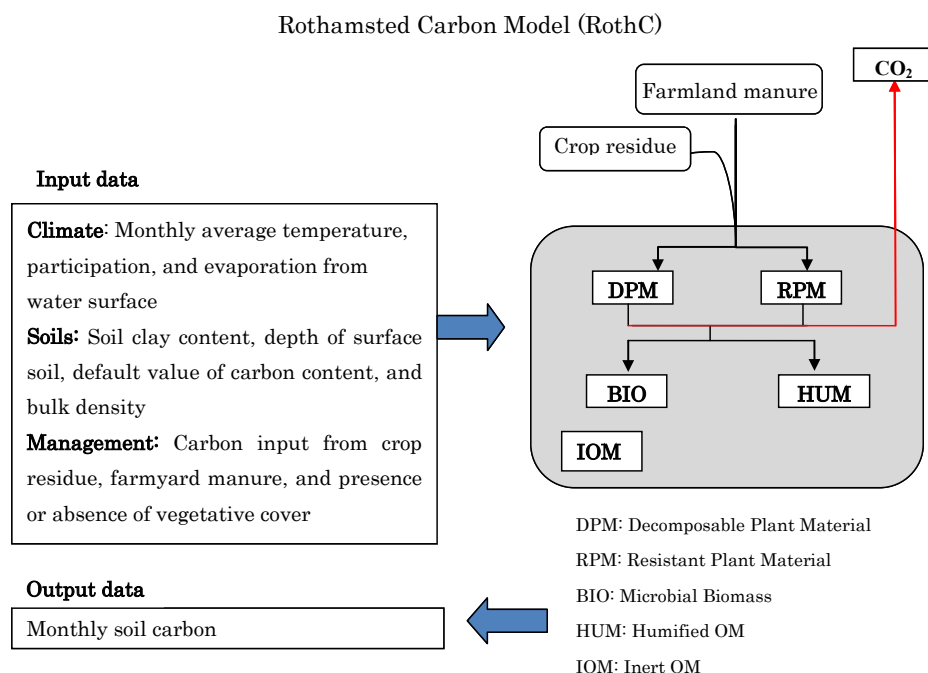 Rothamsted Carbon Model (RothC)
CO₂
Farmland manure
Crop residue
Input data
Climate: Monthly average temperature,
participation, and evaporation from
water surface
Soils: Soil clay content, depth of surface
soil, default value of carbon content, and
bulk density
Management: Carbon input from crop
residue, farmyard manure, and presence
or absence of vegetative cover
DPM
RPM
BIO
HUM
IOM
DPM: Decomposable Plant Material
RPM: Resistant Plant Material
BIO: Microbial Biomass
HUM: Humified OM
IOM: Inert OM
Output data
Monthly soil carbon